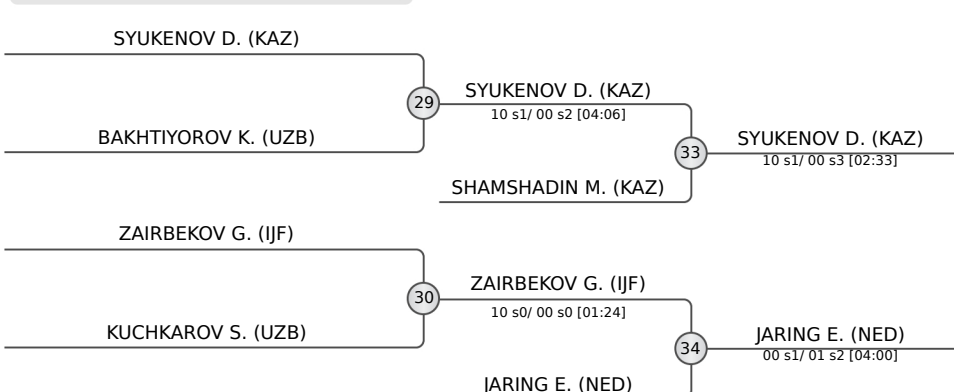 SYUKENOV D. (KAZ)
29
BAKHTIYOROV K. (UZB)
SYUKENOV D. (KAZ)
10 s1/ 00 s2 [04:06]
33
SHAMSHADIN M. (KAZ)
SYUKENOV D. (KAZ)
10 s1/ 00 s3 [02:33]
ZAIRBEKOV G. (IJF)
30
KUCHKAROV S. (UZB)
ZAIRBEKOV G. (IJF)
10 s0/ 00 s0 [01:24]
34
JARING E. (NED)
JARING E. (NED)
00 s1/ 01 s2 [04:00]